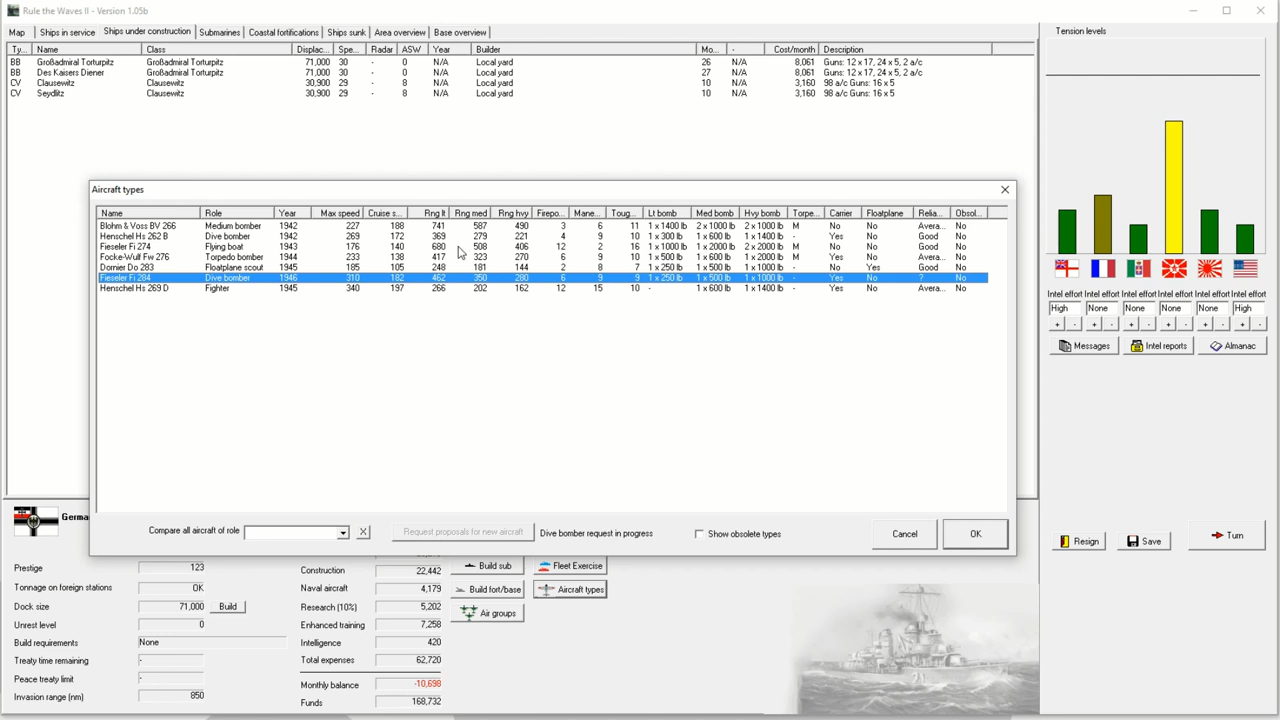 Rule the Waves II - Version 1.05b
Map Ships in service Ships under construction Submarines Coastal fortifications Ships sunk Area overview Base overview
Ty... Name Class Displac... Spe... Radar ASW Year Builder Mo... - Cost/month Description
BB Großadmiral Torturpitz Großadmiral Torturpitz 71,000 30 - 0 N/A Local yard 26 N/A 8,061 Guns: 12 x 17, 24 x 5, 2 a/c
BB Des Kaisers Diener Großadmiral Torturpitz 71,000 30 - 0 N/A Local yard 27 N/A 8,061 Guns: 12 x 17, 24 x 5, 2 a/c
CV Clausewitz Clausewitz 30,900 29 - 8 N/A Local yard 10 N/A 3,160 98 a/c Guns: 16 x 5
CV Seydlitz Clausewitz 30,900 29 - 8 N/A Local yard 10 N/A 3,160 98 a/c Guns: 16 x 5
Tension levels
Intel effort Intel effort Intel effort Intel effort Intel effort Intel effort
High None None None None High
+ - + - + - + - + - + -
Messages Intel reports Almanac
Aircraft types
Name Role Year Max speed Cruise s... Rng lt Rng med Rng hvy Firepo... Mane... Toug... Lt bomb Med bomb Hvy bomb Torpe... Carrier Floatplane Relia... Obsol...
Blohm & Voss BV 266 Medium bomber 1942 227 188 741 587 490 3 6 11 1 x 1400 lb 2 x 1000 lb 2 x 2000 lb M No No Avera... No
Henschel Hs 262 B Dive bomber 1942 269 172 369 279 221 4 9 10 1 x 300 lb 1 x 600 lb 1 x 1400 lb - Yes No Good No
Fieseler Fi 274 Flying boat 1943 176 140 680 508 406 12 2 16 1 x 1000 lb 2 x 1000 lb 2 x 2000 lb M No No Good No
Focke-Wulf Fw 276 Torpedo bomber 1944 233 138 417 323 270 6 9 10 1 x 500 lb 1 x 600 lb 2 x 1000 lb M Yes No Avera... No
Dornier Do 283 Floatplane scout 1945 185 105 248 181 144 2 8 7 1 x 250 lb 1 x 250 lb 1 x 500 lb - No Yes Good No
Fieseler Fi 284 Dive bomber 1946 310 182 462 350 280 6 9 9 1 x 250 lb 1 x 500 lb 1 x 1000 lb - Yes No ? No
Henschel Hs 269 D Fighter 1945 340 197 266 202 162 12 15 10 - 1 x 600 lb 1 x 1400 lb - Yes No Avera... No
Compare all aircraft of role X Request proposals for new aircraft Dive bomber request in progress Show obsolete types Cancel OK
Germa
Prestige 123
Tonnage on foreign stations OK
Dock size 71,000 Build
Unrest level 0
Build requirements None
Treaty time remaining -
Peace treaty limit -
Invasion range (nm) 850
Construction 22,442
Naval aircraft 4,179
Research (10%) 5,202
Enhanced training 7,258
Intelligence 420
Total expenses 62,720
Monthly balance -10,698
Funds 168,732
Build sub Fleet Exercise
Build fort/base Aircraft types
Air groups
Resign Save Turn